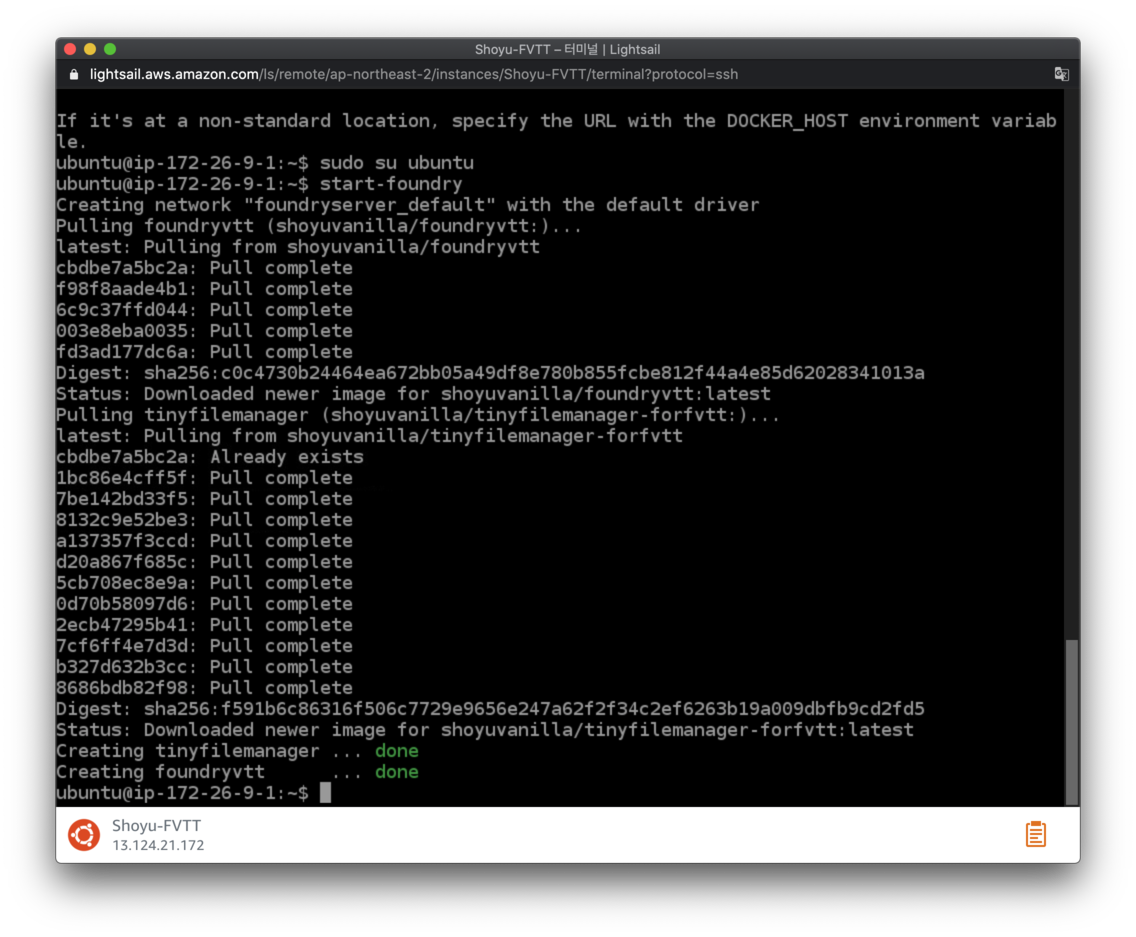 Shoyu-FVTT – 터미널 | Lightsail
lightsail.aws.amazon.com/ls/remote/ap-northeast-2/instances/Shoyu-FVTT/terminal?protocol=ssh
If it's at a non-standard location, specify the URL with the DOCKER_HOST environment variab
le.
ubuntu@ip-172-26-9-1:~$ sudo su ubuntu
ubuntu@ip-172-26-9-1:~$ start-foundry
Creating network "foundryserver_default" with the default driver
Pulling foundryvtt (shoyuvanilla/foundryvtt:)...
latest: Pulling from shoyuvanilla/foundryvtt
cbdbe7a5bc2a: Pull complete
f98f8aade4b1: Pull complete
6c9c37ffd044: Pull complete
003e8eba0035: Pull complete
fd3ad177dc6a: Pull complete
Digest: sha256:c0c4730b24464ea672bb05a49df8e780b855fcbe812f44a4e85d62028341013a
Status: Downloaded newer image for shoyuvanilla/foundryvtt:latest
Pulling tinyfilemanager (shoyuvanilla/tinyfilemanager-forfvtt:)...
latest: Pulling from shoyuvanilla/tinyfilemanager-forfvtt
cbdbe7a5bc2a: Already exists
1bc86e4cff5f: Pull complete
7be142bd33f5: Pull complete
8132c9e52be3: Pull complete
a137357f3ccd: Pull complete
d20a867f685c: Pull complete
5cb708ec8e9a: Pull complete
0d70b58097d6: Pull complete
2ecb47295b41: Pull complete
7cf6ff4e7d3d: Pull complete
b327d632b3cc: Pull complete
8686bdb82f98: Pull complete
Digest: sha256:f591b6c86316f506c7729e9656e247a62f2f34c2ef6263b19a009dbfb9cd2fd5
Status: Downloaded newer image for shoyuvanilla/tinyfilemanager-forfvtt:latest
Creating tinyfilemanager ... done
Creating foundryvtt      ... done
ubuntu@ip-172-26-9-1:~$
Shoyu-FVTT
13.124.21.172